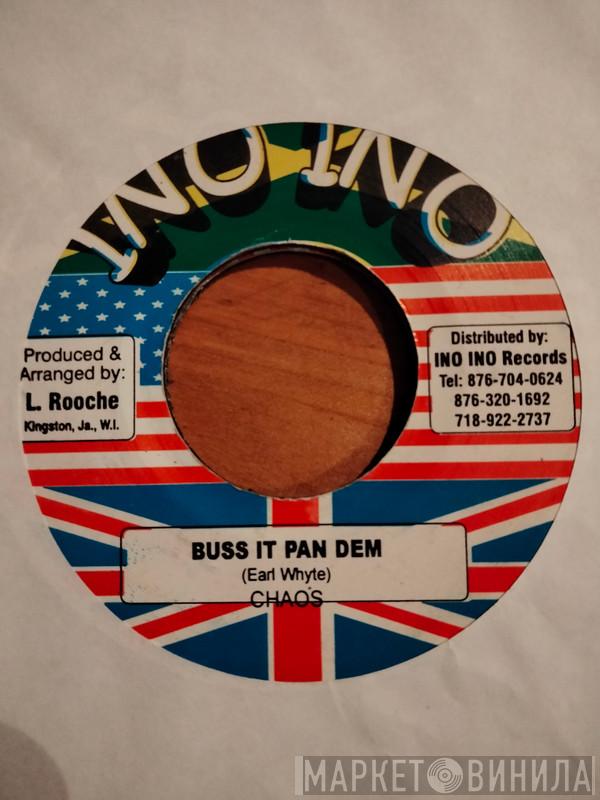 INO INO
Produced &
Arranged by:
L. Rooche
Kingston, Ja., W.I.
Distributed by:
INO INO Records
Tel: 876-704-0624
876-320-1692
718-922-2737
BUSS IT PAN DEM
(Earl Whyte)
CHAOS
МАРКЕТ ВИНИЛА